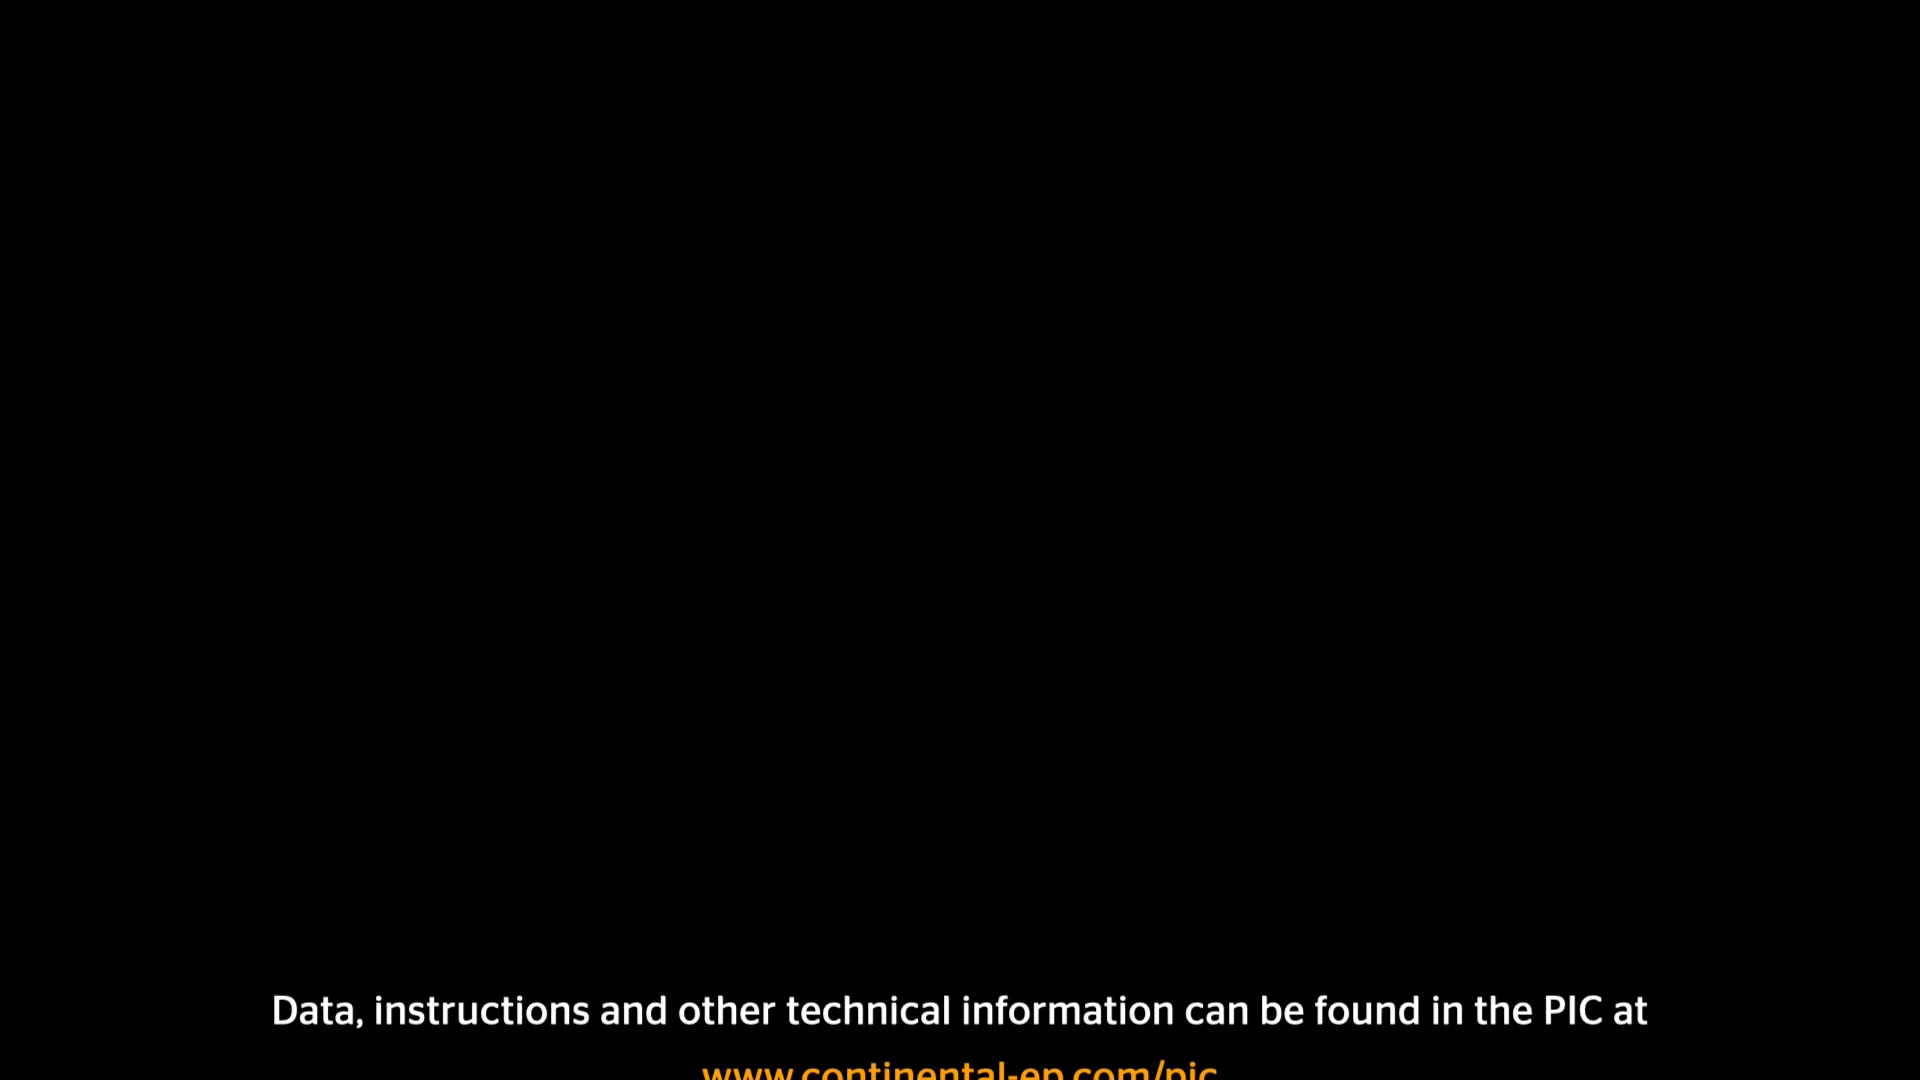 Data, instructions and other technical information can be found in the PIC at
www.continental-ep.com/pic